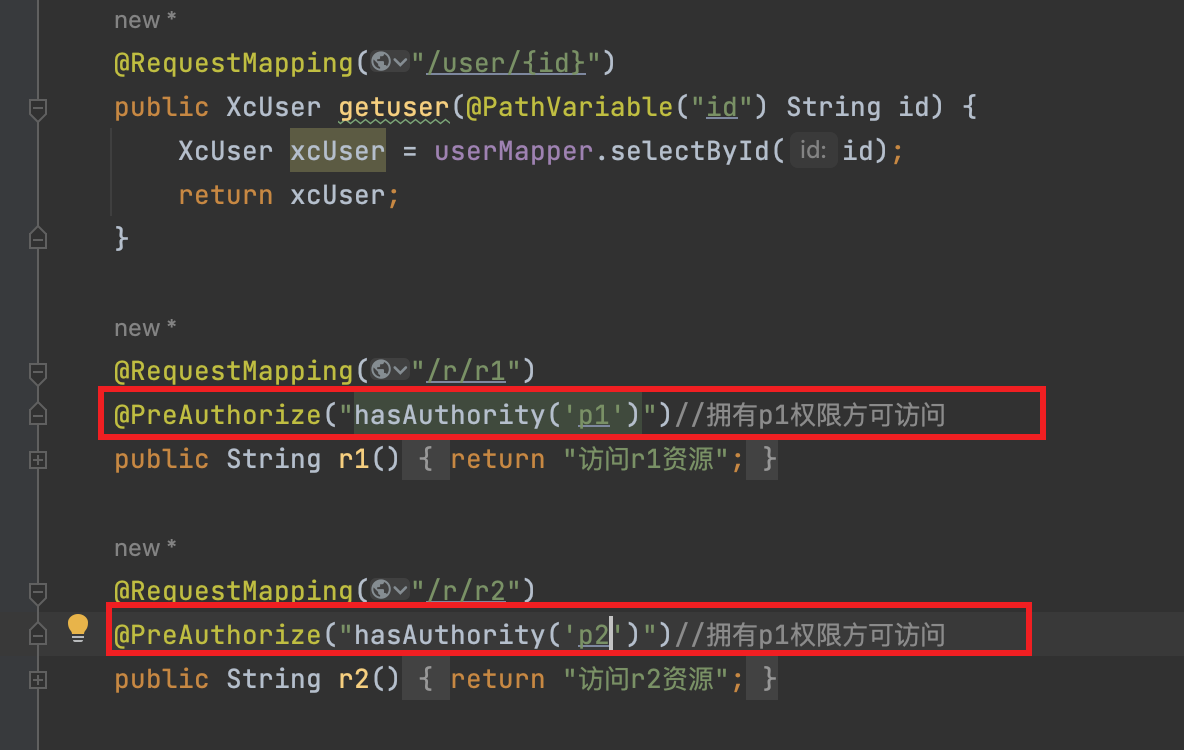 new *
@RequestMapping("/user/{id}")
public XcUser getuser(@PathVariable("id") String id) {
XcUser xcUser = userMapper.selectById( id: id);
return xcUser;
}
new *
@RequestMapping("/r/r1")
@PreAuthorize("hasAuthority('p1')")//拥有p1权限方可访问
public String r1() { return "访问r1资源"; }
new *
@RequestMapping("/r/r2")
@PreAuthorize("hasAuthority('p2')")//拥有p1权限方可访问
public String r2() { return "访问r2资源"; }